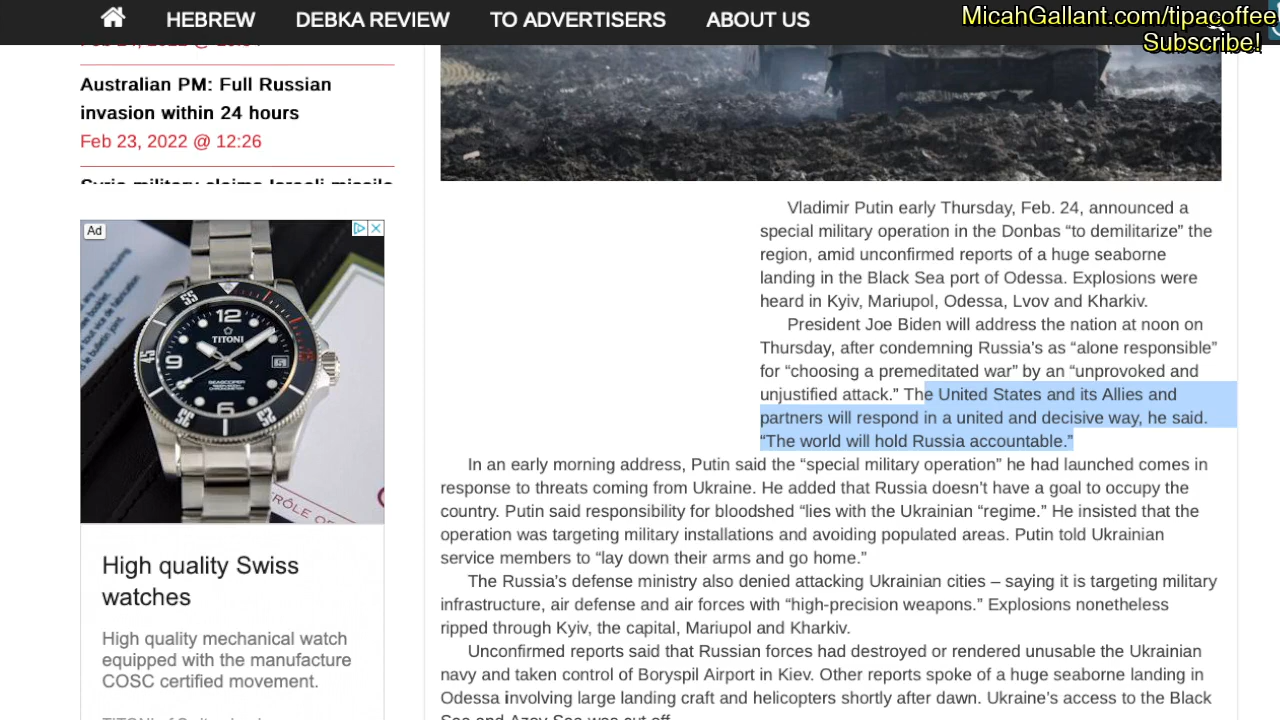 HEBREW
DEBKA REVIEW
TO ADVERTISERS
ABOUT US
MicahGallant.com/tipacoffee
Subscribe!
Australian PM: Full Russian
invasion within 24 hours
Feb 23, 2022 @ 12:26
Syria military claims Israeli missile
Ad
TITONI
High quality Swiss
watches
High quality mechanical watch
equipped with the manufacture
COSC certified movement.
Vladimir Putin early Thursday, Feb. 24, announced a
special military operation in the Donbas “to demilitarize” the
region, amid unconfirmed reports of a huge seaborne
landing in the Black Sea port of Odessa. Explosions were
heard in Kyiv, Mariupol, Odessa, Lvov and Kharkiv.
President Joe Biden will address the nation at noon on
Thursday, after condemning Russia’s as “alone responsible”
for “choosing a premeditated war” by an “unprovoked and
unjustified attack.” The United States and its Allies and
partners will respond in a united and decisive way, he said.
“The world will hold Russia accountable.”
In an early morning address, Putin said the “special military operation” he had launched comes in
response to threats coming from Ukraine. He added that Russia doesn’t have a goal to occupy the
country. Putin said responsibility for bloodshed “lies with the Ukrainian “regime.” He insisted that the
operation was targeting military installations and avoiding populated areas. Putin told Ukrainian
service members to “lay down their arms and go home.”
The Russia’s defense ministry also denied attacking Ukrainian cities – saying it is targeting military
infrastructure, air defense and air forces with “high-precision weapons.” Explosions nonetheless
ripped through Kyiv, the capital, Mariupol and Kharkiv.
Unconfirmed reports said that Russian forces had destroyed or rendered unusable the Ukrainian
navy and taken control of Boryspil Airport in Kiev. Other reports spoke of a huge seaborne landing in
Odessa involving large landing craft and helicopters shortly after dawn. Ukraine’s access to the Black
Sea and Azov Sea was cut off